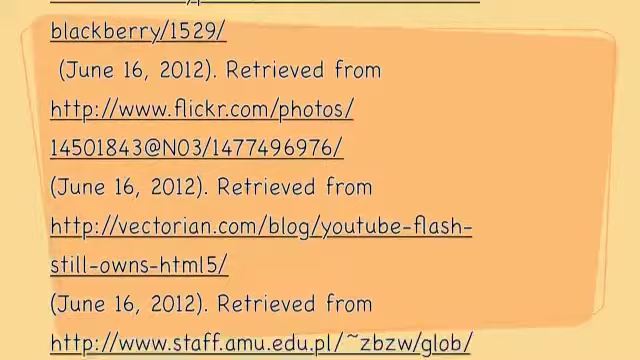 blackberry/1529/
(June 16, 2012). Retrieved from
http://www.flickr.com/photos/
14501843@N03/1477496976/
(June 16, 2012). Retrieved from
http://vectorian.com/blog/youtube-flash-
still-owns-html5/
(June 16, 2012). Retrieved from
http://www.staff.amu.edu.pl/~zbzw/glob/